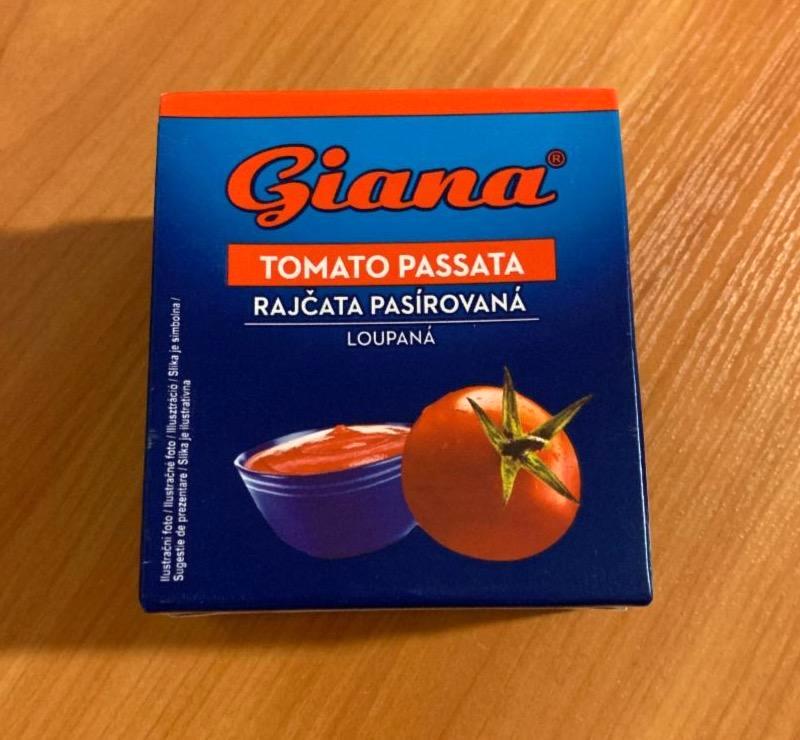 Giana®
TOMATO PASSATA
RAJČATA PASÍROVANÁ
LOUPANÁ
Ilustrační foto / Ilustračné foto / Illusztráció / Slika je simbolna /
Sugestie de prezentare / Slika je ilustrativna